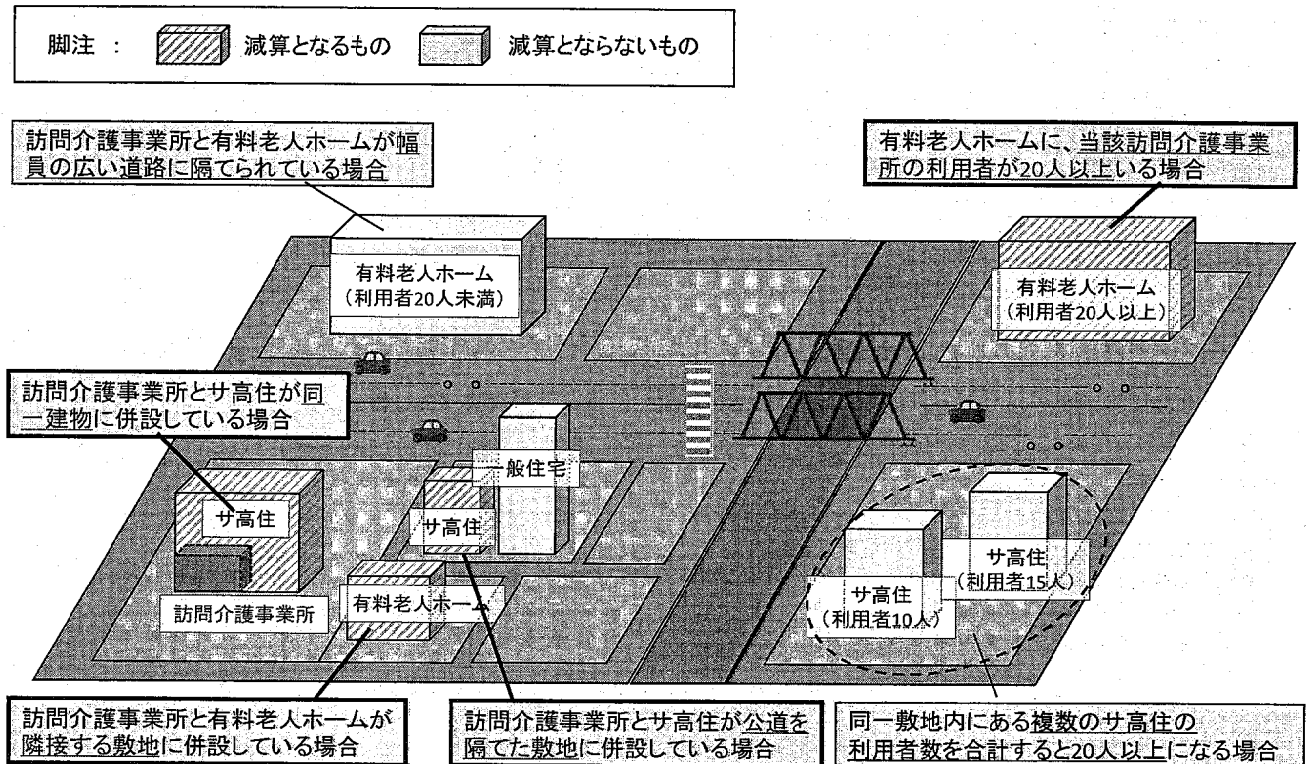 脚注 : 減算となるもの 減算とならないもの
訪問介護事業所と有料老人ホームが幅
員の広い道路に隔てられている場合
有料老人ホームに、当該訪問介護事業
所の利用者が20人以上いる場合
有料老人ホーム
(利用者20人未満)
有料老人ホーム
(利用者20人以上)
訪問介護事業所とサ高住が同
一建物に併設している場合
一般住宅
サ高住
サ高住
訪問介護事業所
有料老人ホーム
サ高住
(利用者15人)
サ高住
(利用者10人)
訪問介護事業所と有料老人ホームが
隣接する敷地に併設している場合
訪問介護事業所とサ高住が公道を
隔てた敷地に併設している場合
同一敷地内にある複数のサ高住の
利用者数を合計すると20人以上になる場合